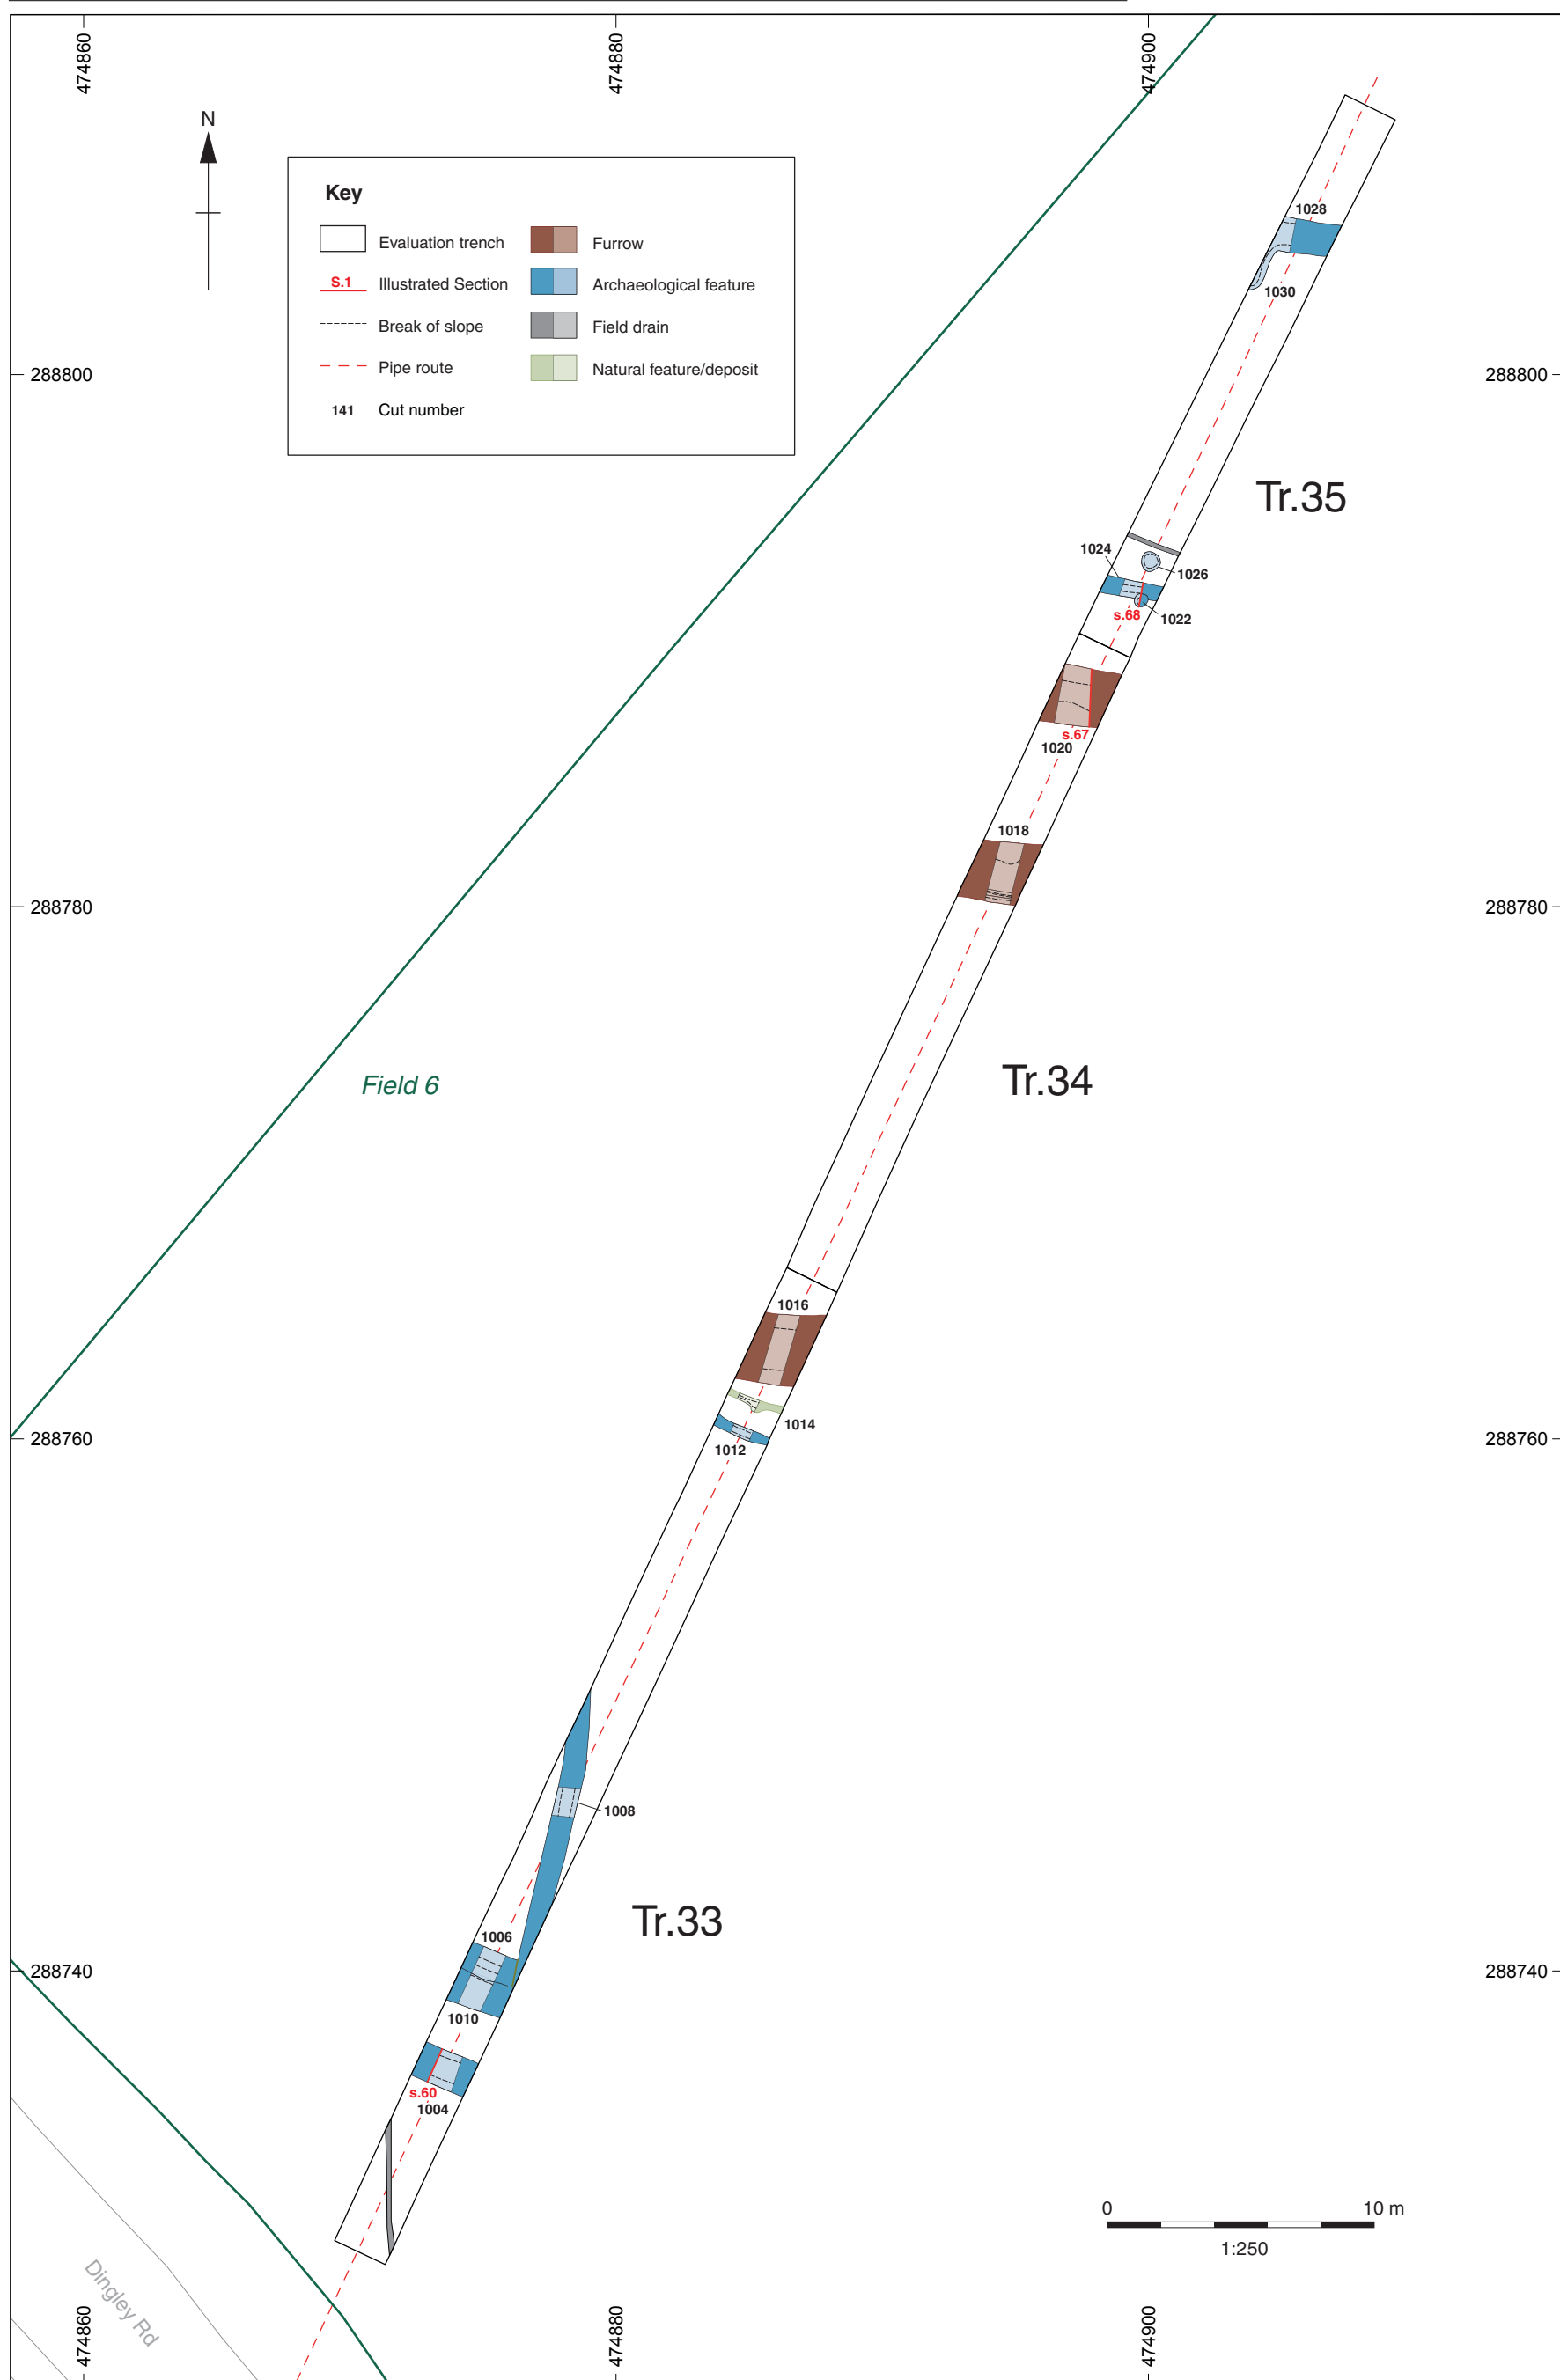 474860
474880
474900
N
Key
Evaluation trench
Furrow
S.1
Illustrated Section
Archaeological feature
Break of slope
Field drain
Pipe route
Natural feature/deposit
141
Cut number
1028
1030
288800
288800
Tr.35
1024
1026
s.68
1022
s.67
1020
1018
288780
288780
Tr.34
Field 6
1016
1014
288760
1012
288760
1008
Tr.33
1006
288740
288740
1010
s.60
1004
0
10 m
1:250
Dingley Rd
474860
474880
474900